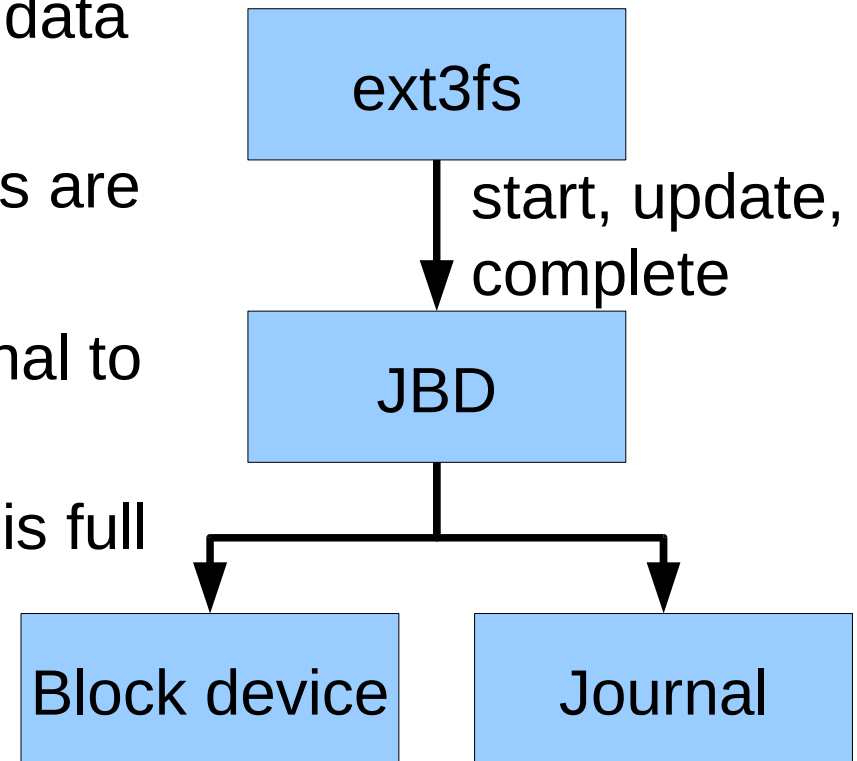 data
ext3fs
s are
start, update,
complete
nal to
JBD
is full
Block device
Journal